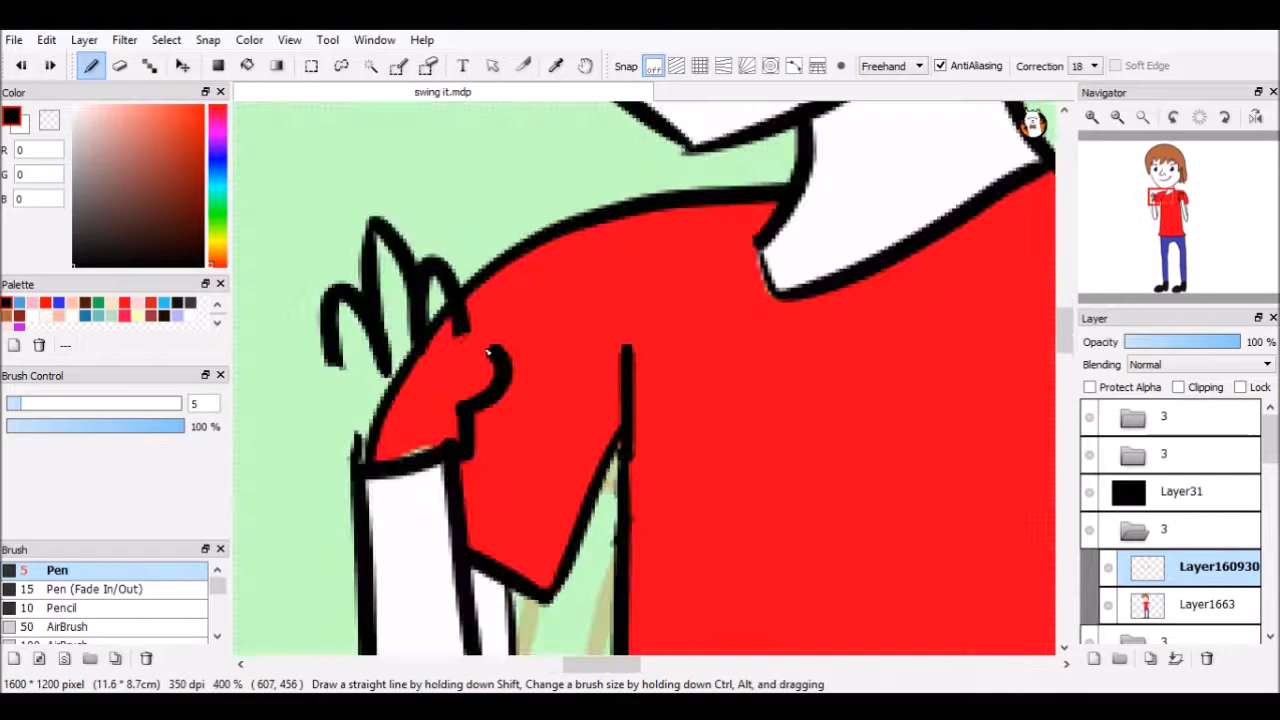 File Edit Layer Filter Select Snap Color View Tool Window Help
Snap off Freehand AntiAliasing Correction 18 Soft Edge
Color
swing it.mdp
Navigator
R 0
G 0
B 0
Palette
---
Brush Control
5
100 %
Layer
Opacity 100 %
Blending Normal
Protect Alpha Clipping Lock
3
3
Layer31
3
Layer160930
Layer1663
3
Brush
5 Pen
15 Pen (Fade In/Out)
10 Pencil
50 AirBrush
1600 * 1200 pixel (11.6 * 8.7cm) 350 dpi 400 % ( 607, 456 ) Draw a straight line by holding down Shift, Change a brush size by holding down Ctrl, Alt, and dragging